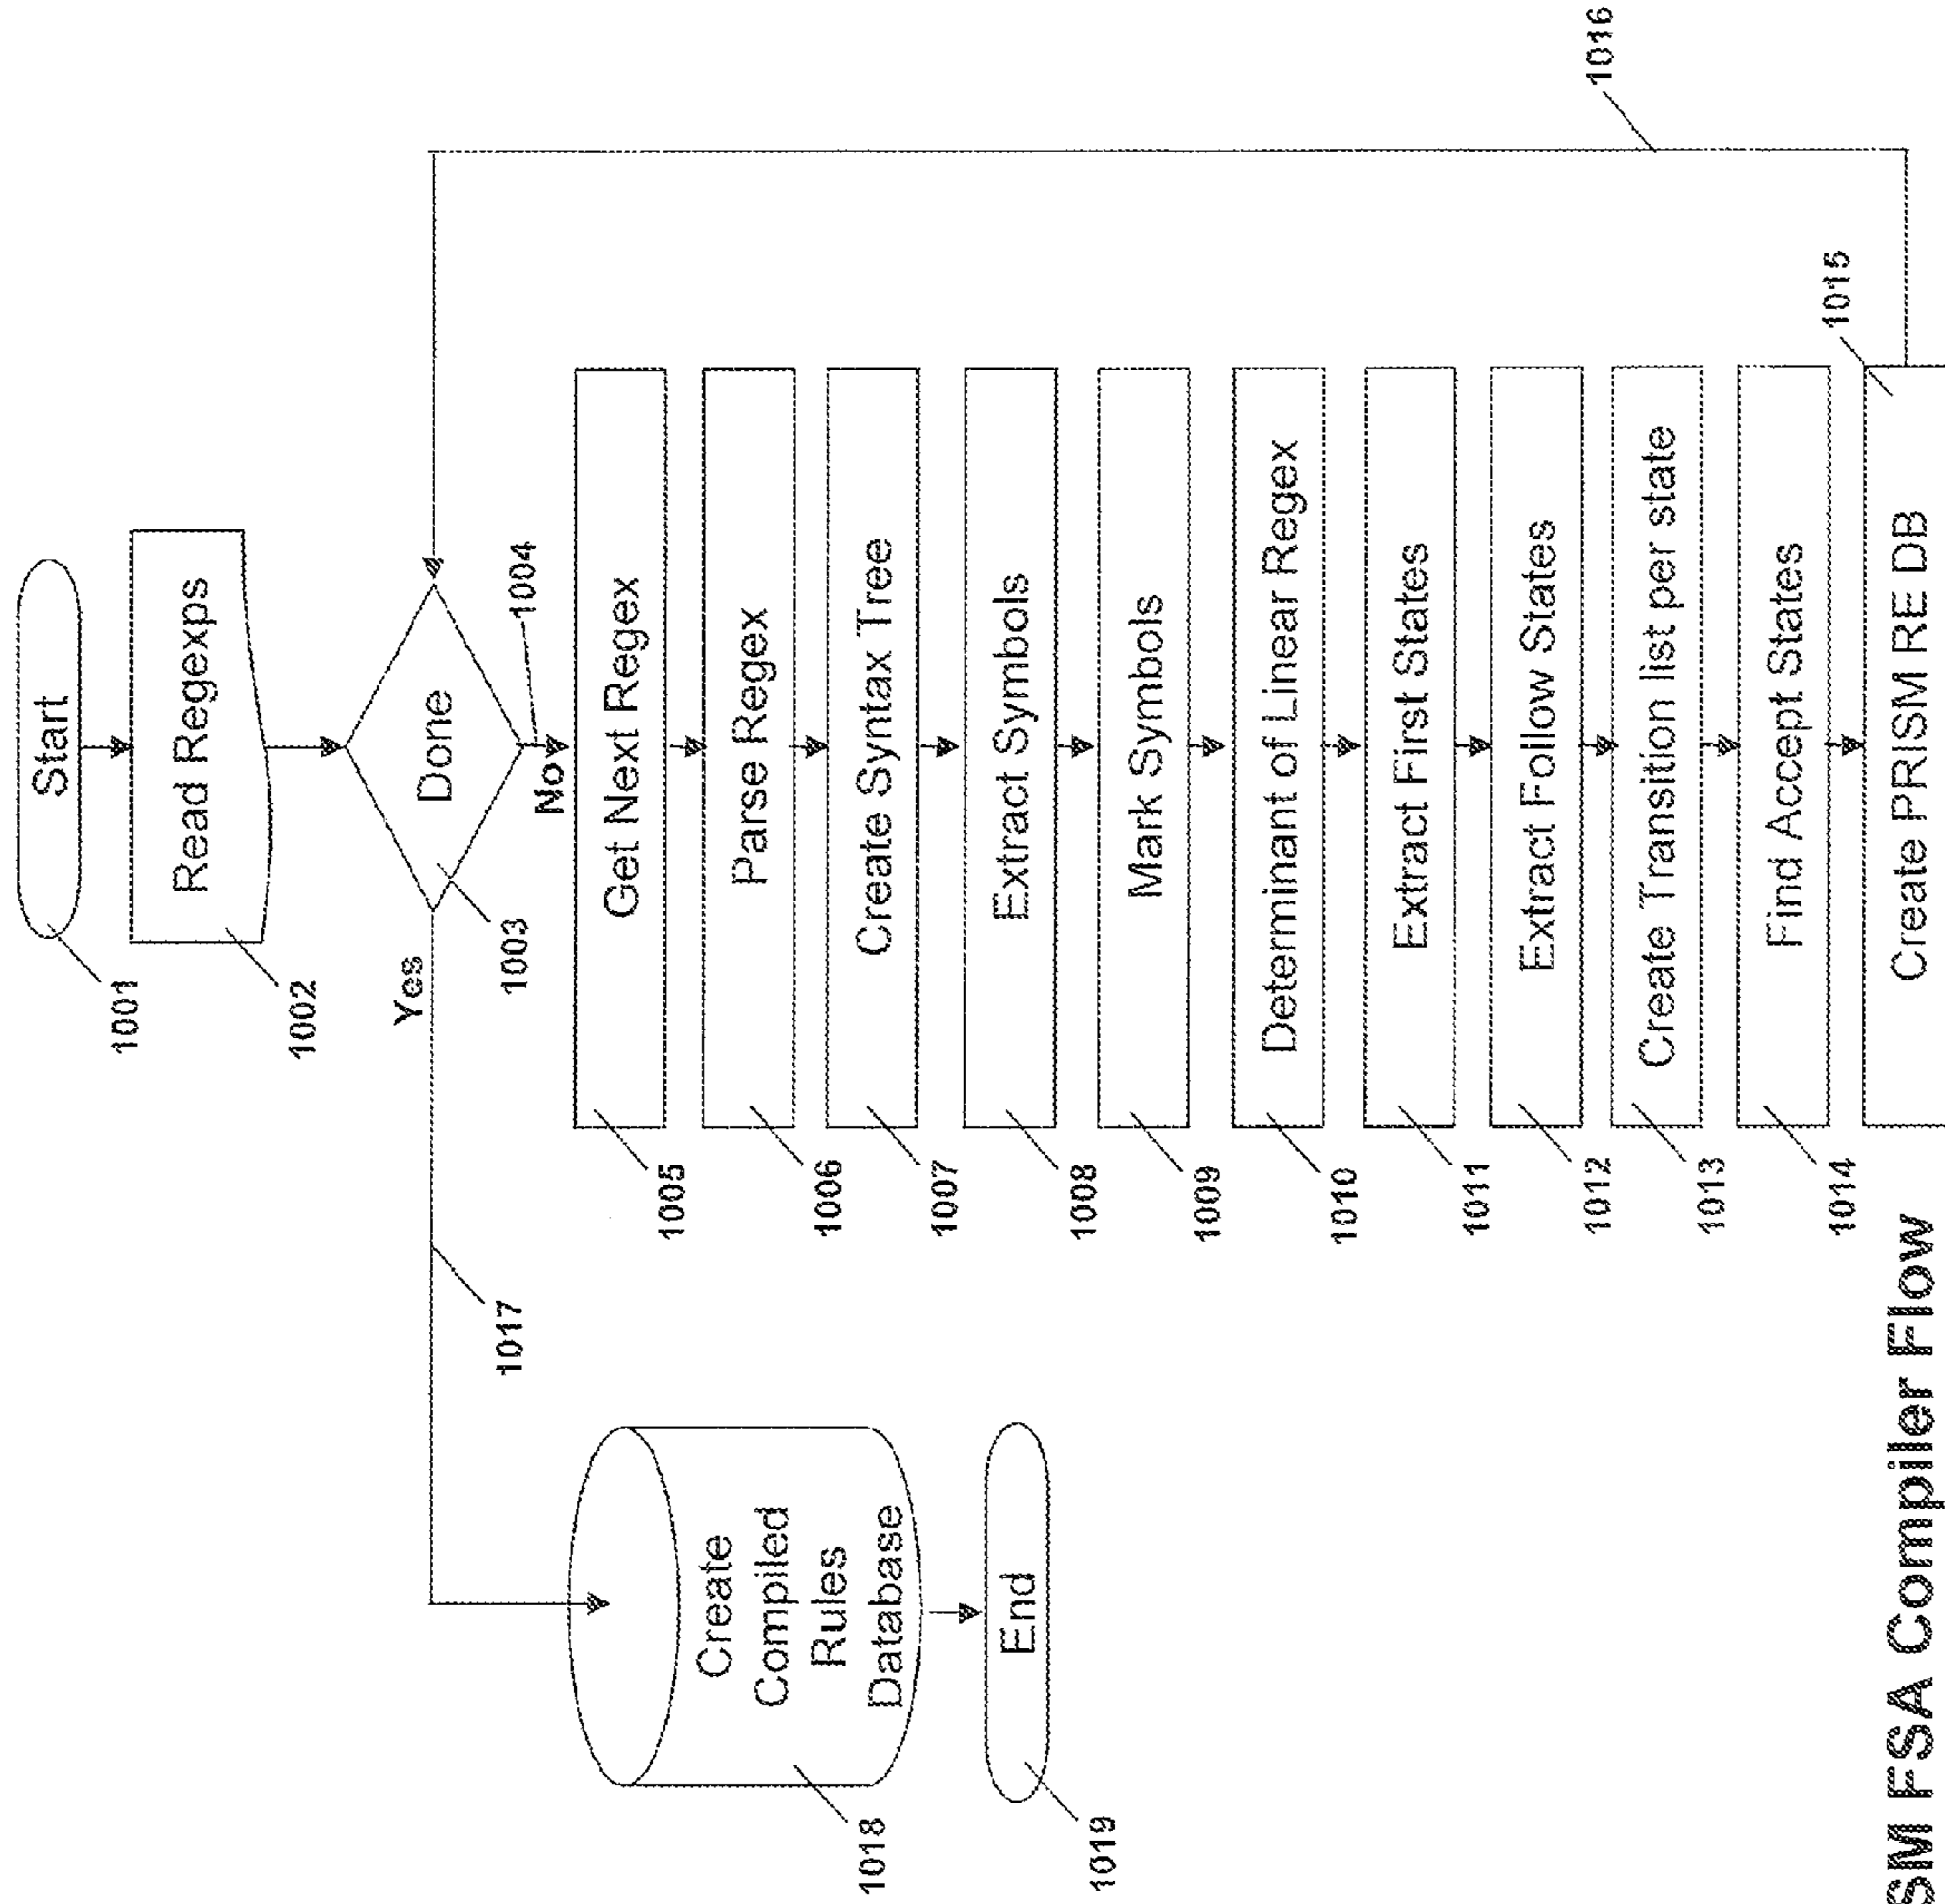 Start
1001
Read Regexps
1002
Done
1003
Yes
No
1004
Get Next Regex
1005
Parse Regex
1006
Create Syntax Tree
1007
Extract Symbols
1008
Mark Symbols
1009
Determinant of Linear Regex
1010
Extract First States
1011
Extract Follow States
1012
Create Transition list per state
1013
Find Accept States
1014
Create PRISM RE DB
1015
1016
1017
Create
Compiled
Rules
Database
1018
End
1019
SM FSA Compiler Flow